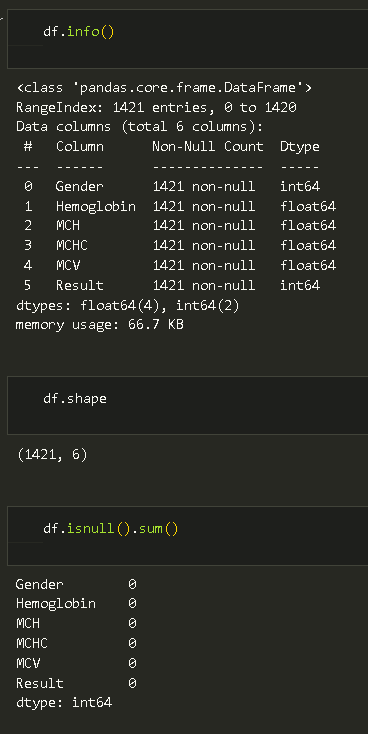 df.info()
<class 'pandas.core.frame.DataFrame'>
RangeIndex: 1421 entries, 0 to 1420
Data columns (total 6 columns):
 #   Column      Non-Null Count  Dtype
---  ------      --------------  -----
 0   Gender      1421 non-null   int64
 1   Hemoglobin  1421 non-null   float64
 2   MCH         1421 non-null   float64
 3   MCHC        1421 non-null   float64
 4   MCV         1421 non-null   float64
 5   Result      1421 non-null   int64
dtypes: float64(4), int64(2)
memory usage: 66.7 KB
df.shape
(1421, 6)
df.isnull().sum()
Gender        0
Hemoglobin    0
MCH           0
MCHC          0
MCV           0
Result        0
dtype: int64